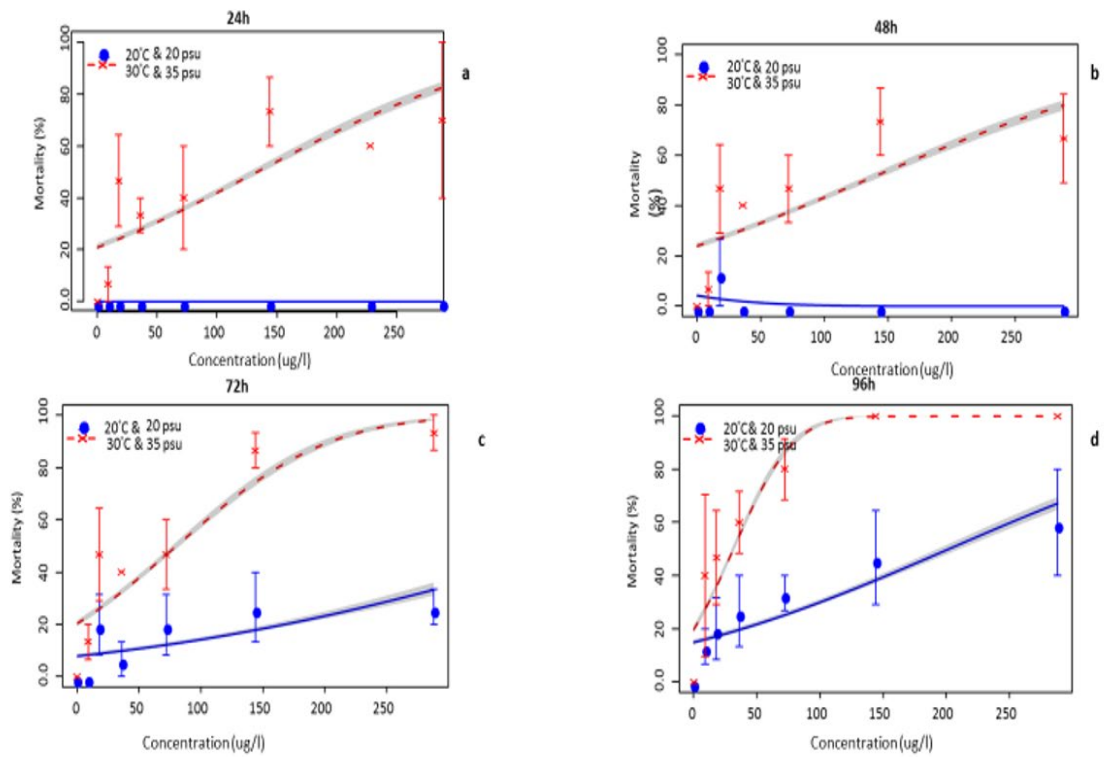 24h
20°C & 20 psu
30°C & 35 psu
a
Mortality (%)
0.0 20 40 60 80 100
0 50 100 150 200 250
Concentration (ug/l)
48h
20°C & 20 psu
30°C & 35 psu
b
Mortality
(%)
0.0 20 40 60 80 100
0 50 100 150 200 250
Concentration (ug/l)
72h
20°C & 20 psu
30°C & 35 psu
c
Mortality (%)
0.0 20 40 60 80 100
0 50 100 150 200 250
Concentration (ug/l)
96h
20°C & 20 psu
30°C & 35 psu
d
Mortality (%)
0.0 20 40 60 80 100
0 50 100 150 200 250
Concentration (ug/l)